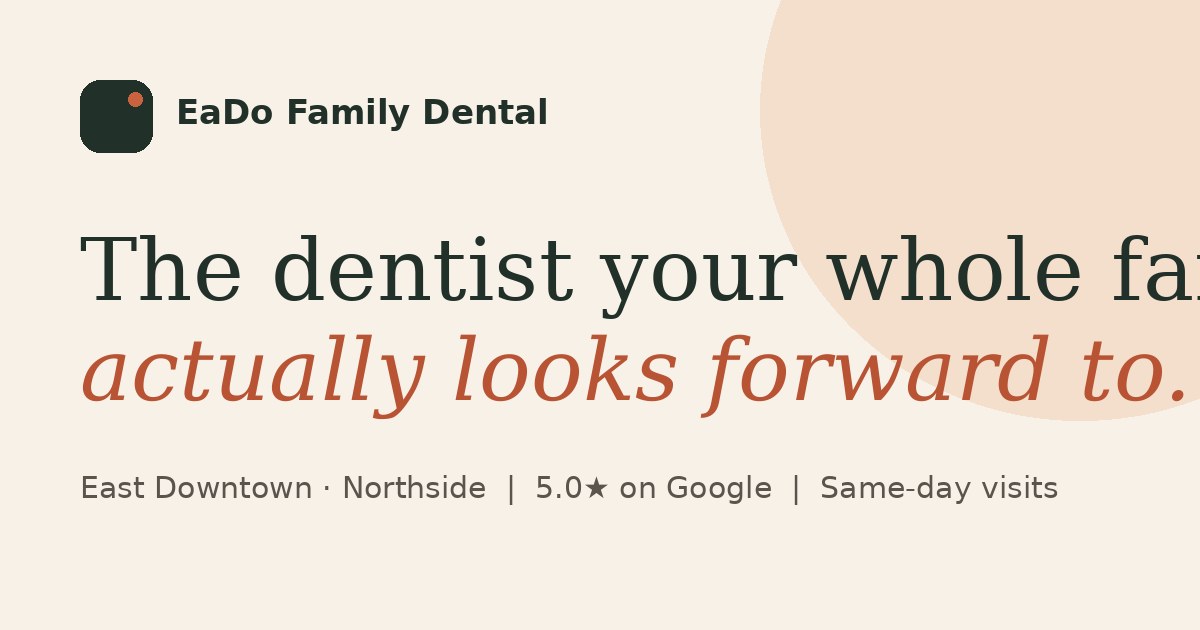 EaDo Family Dental
The dentist your whole
actually looks forward to.
East Downtown · Northside | 5.0★ on Google | Same-day visits